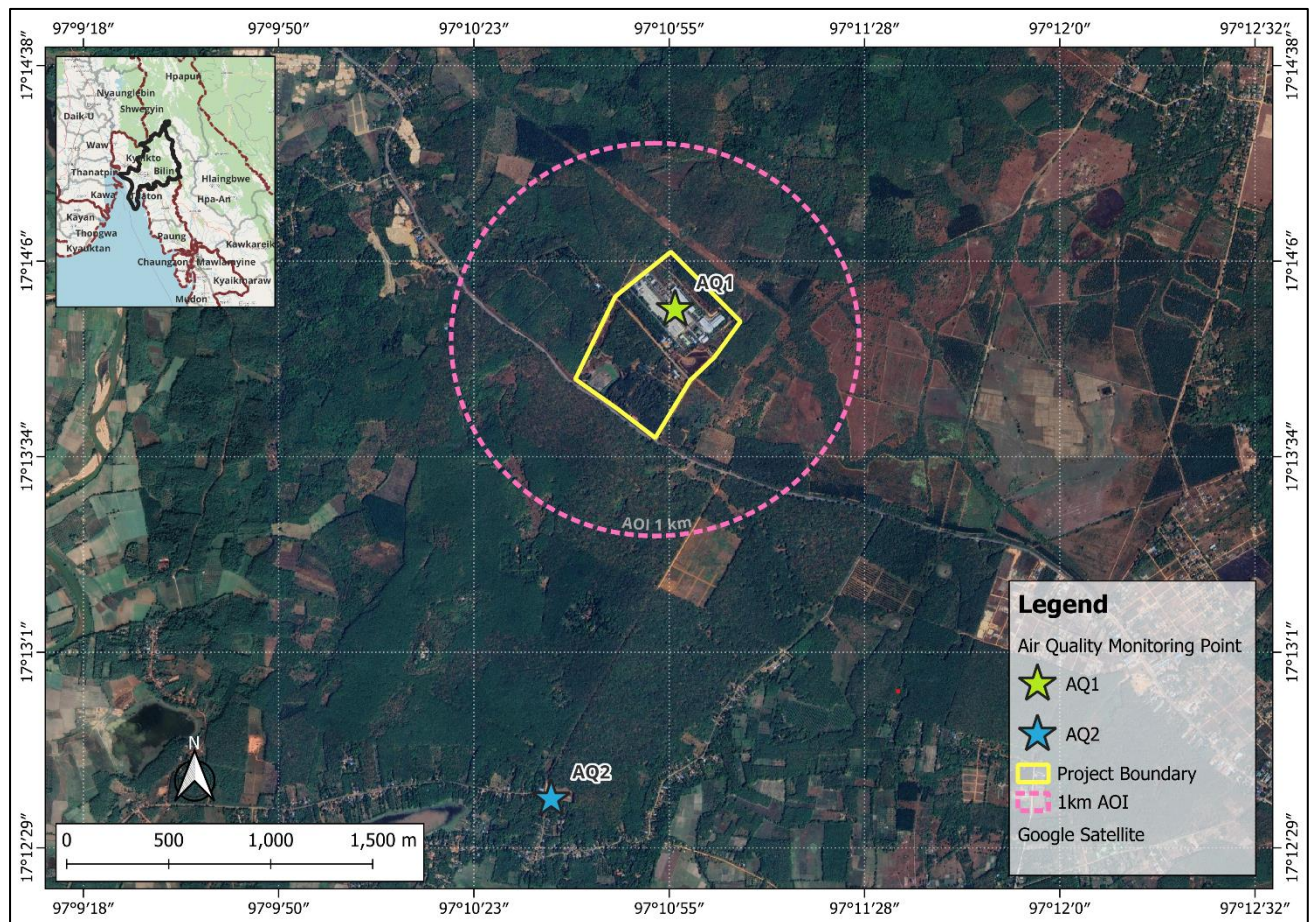 97°9′18″ 97°9′50″ 97°10′23″ 97°10′55″ 97°11′28″ 97°12′0″ 97°12′32″
17°14′38″ 17°14′38″
Hpapun
Nyaunglebin
Shwegyin
Daik-U
Waw
Kyaikto
Thanatpin
Bilin
Hlaingbwe
Kawa
Thaton
Hpa-An
Kayan
Thongwa
Paung
Kyauktan
Kawkareik
Chaungzon
Mawlamyine
Kyaikmaraw
Mudon
17°14′6″ 17°14′6″
AQ1
17°13′34″ 17°13′34″
AOI 1 km
Legend
Air Quality Monitoring Point
AQ1
AQ2
Project Boundary
1km AOI
Google Satellite
17°13′1″ 17°13′1″
N
AQ2
0 500 1,000 1,500 m
17°12′29″ 17°12′29″
97°9′18″ 97°9′50″ 97°10′23″ 97°10′55″ 97°11′28″ 97°12′0″ 97°12′32″